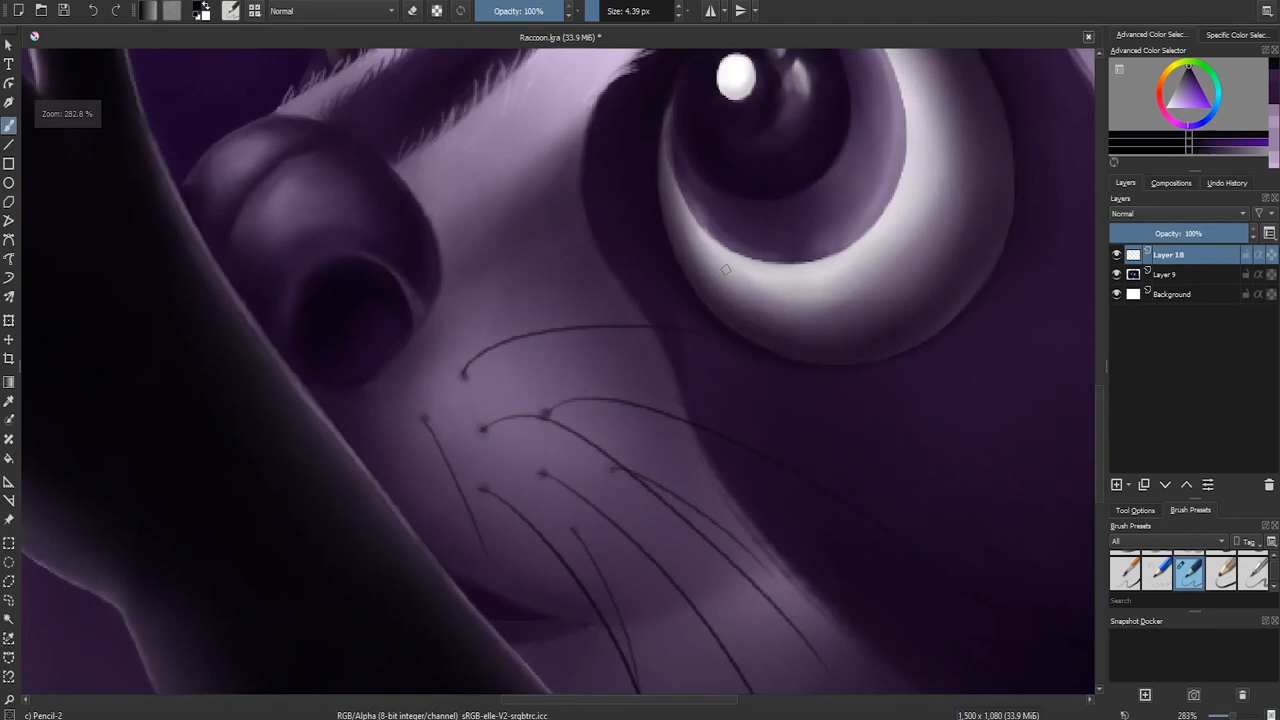 Normal
Opacity: 100%
Size: 4.39 px
Raccoon.kra (33.9 MiB) *
Zoom: 282.8 %
Advanced Color Selec...
Specific Color Selec...
Advanced Color Selector
Layers
Compositions
Undo History
Layers
Normal
Opacity: 100%
Layer 18
Layer 9
Background
Tool Options
Brush Presets
Brush Presets
All
Tag
Search
Snapshot Docker
c) Pencil-2
RGB/Alpha (8-bit integer/channel) sRGB-elle-V2-srgbtrc.icc
1,500 x 1,080 (33.9 MiB)
283%